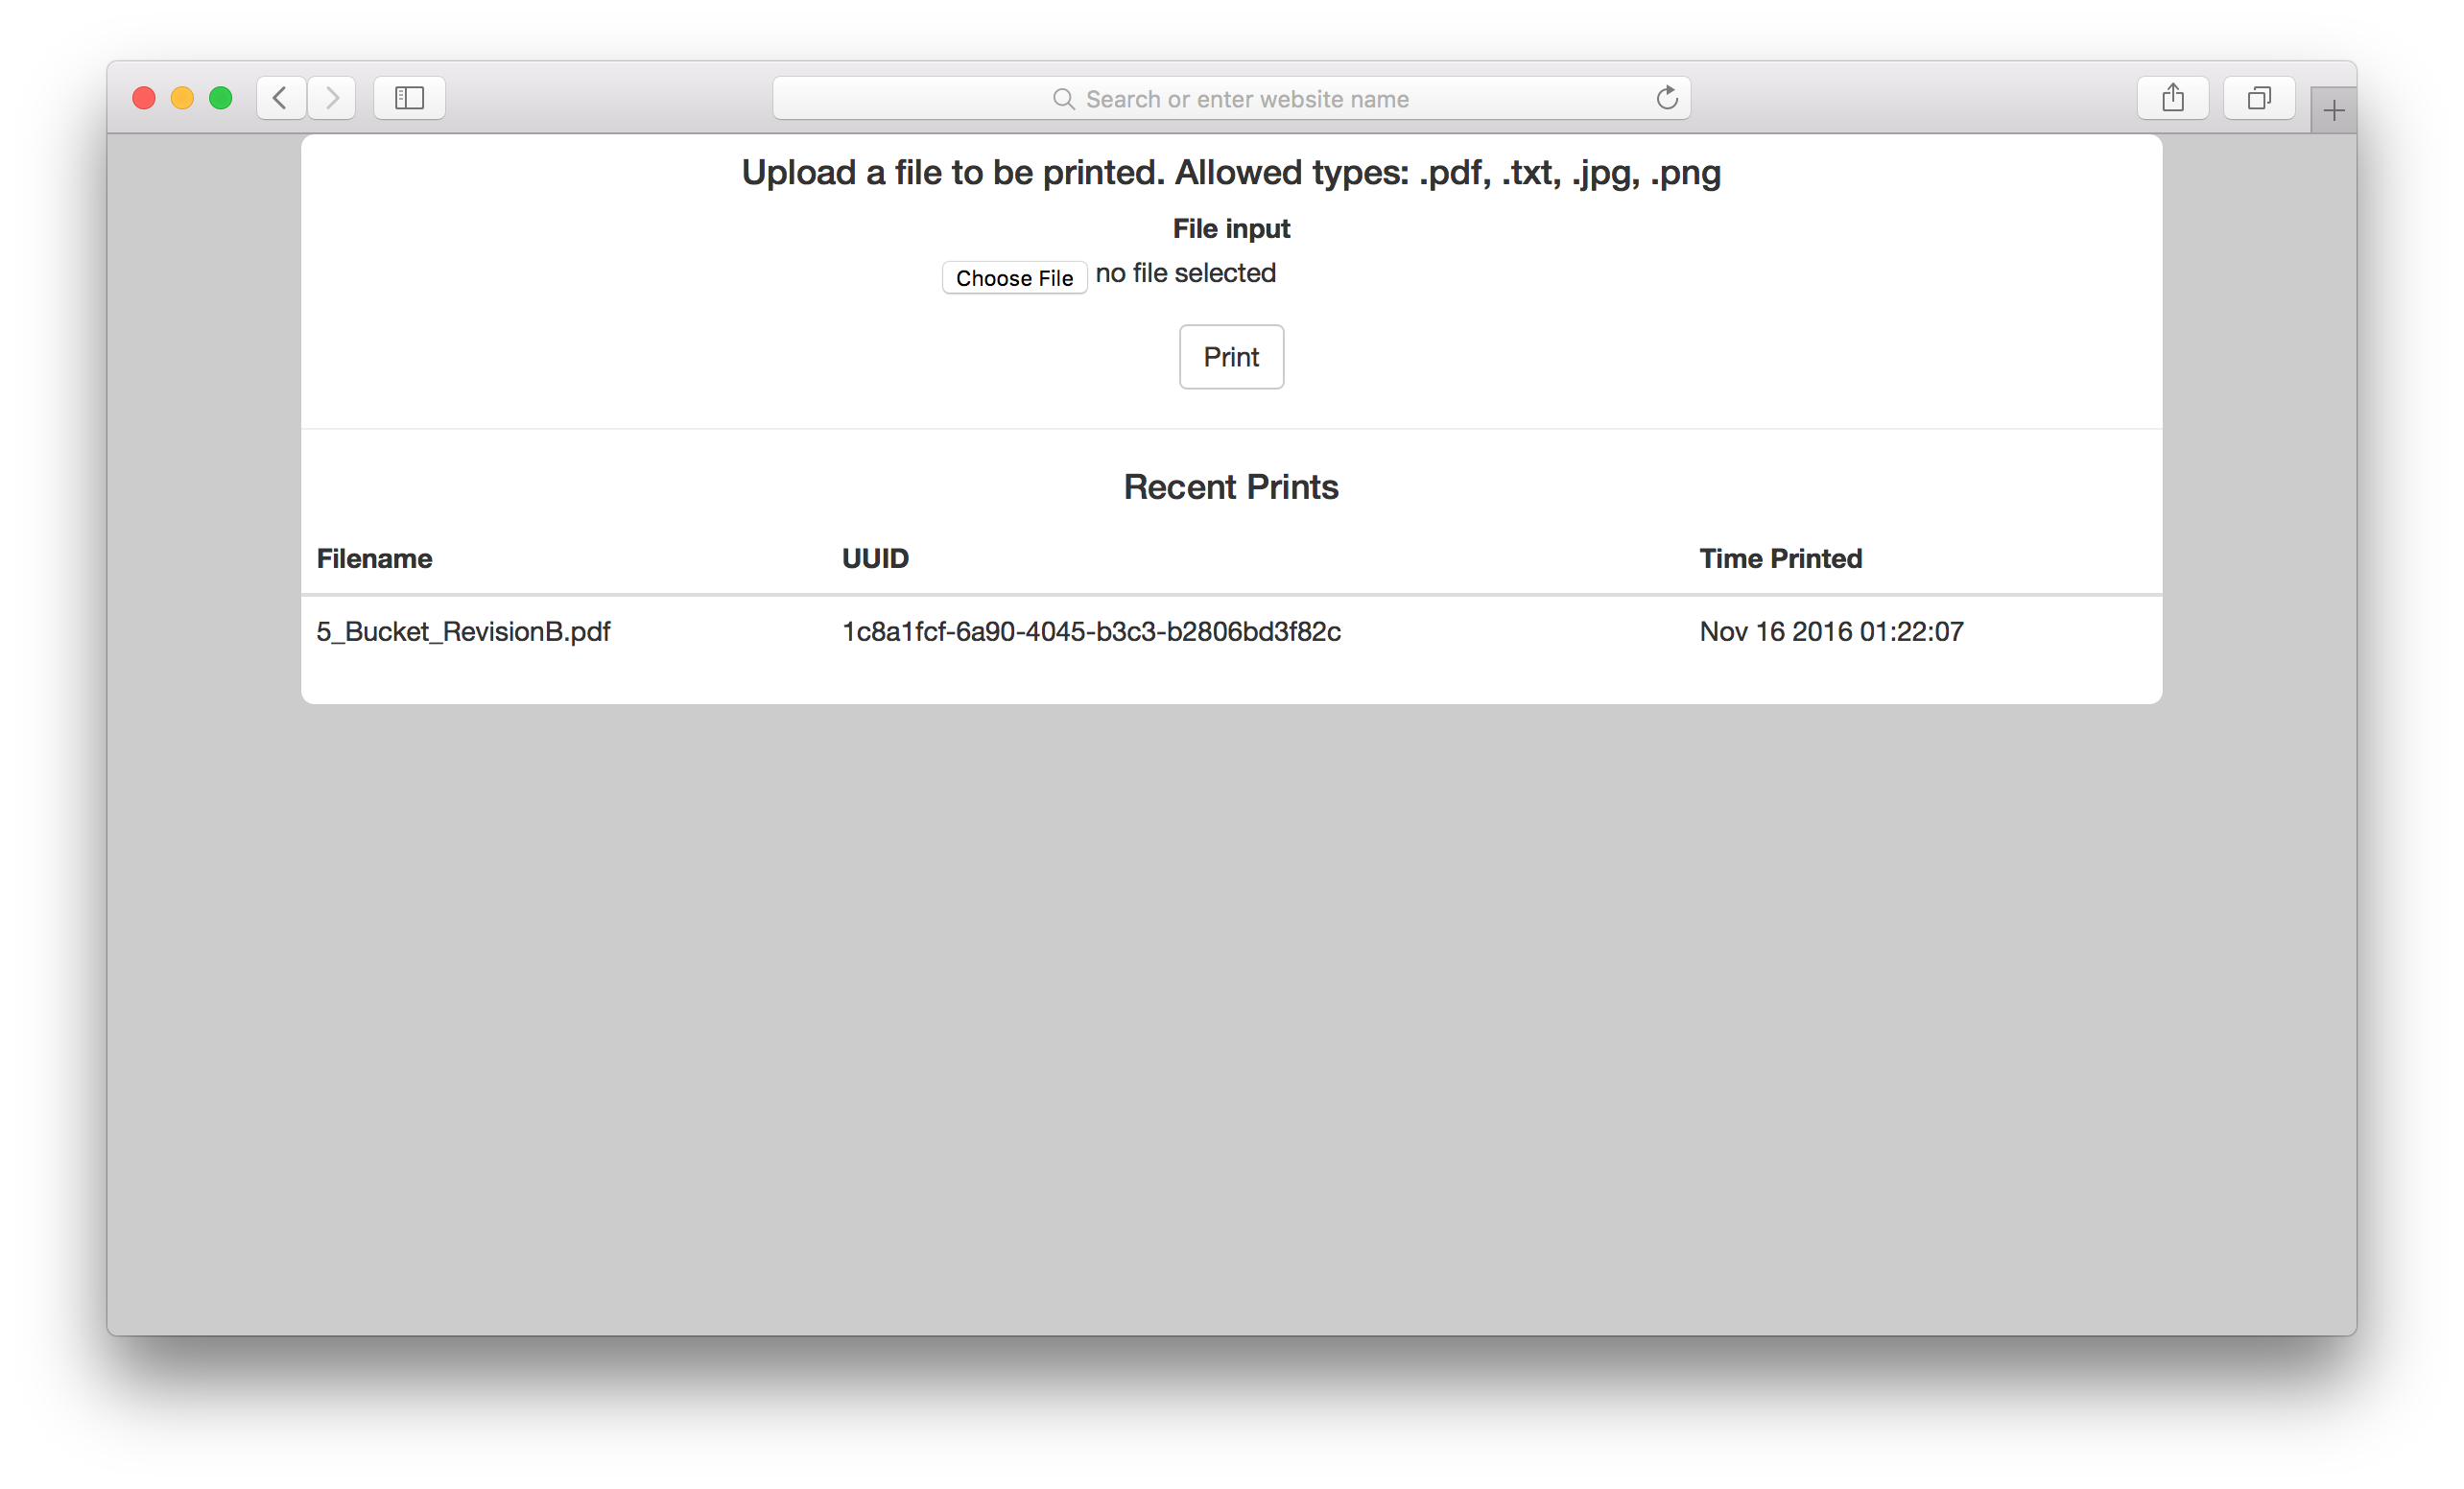 Search or enter website name
Upload a file to be printed. Allowed types: .pdf, .txt, .jpg, .png
File input
Choose File no file selected
Print
Recent Prints
Filename UUID Time Printed
5_Bucket_RevisionB.pdf 1c8a1fcf-6a90-4045-b3c3-b2806bd3f82c Nov 16 2016 01:22:07